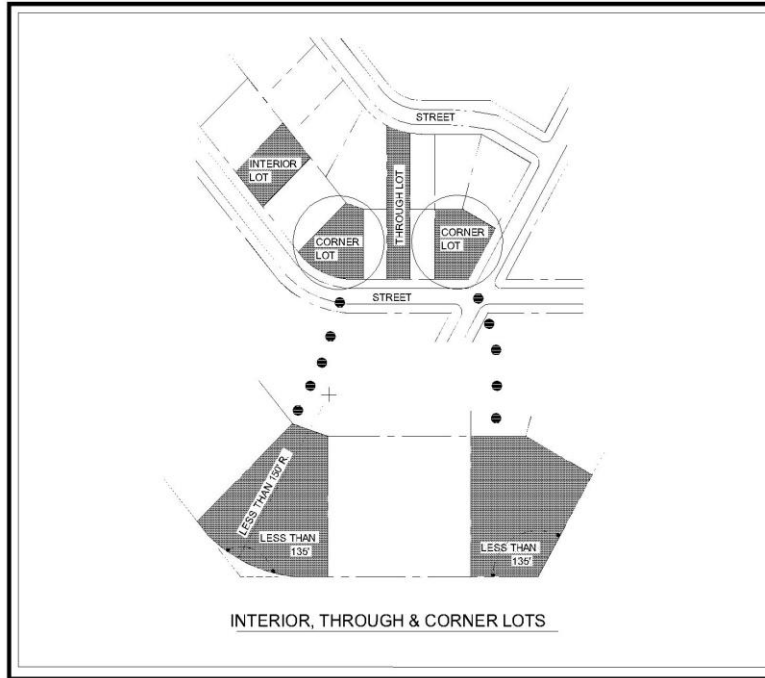 STREET
INTERIOR
LOT
THROUGH LOT
CORNER
LOT
CORNER
LOT
STREET
LESS THAN 150' R.
LESS THAN
135'
LESS THAN
135'
INTERIOR, THROUGH & CORNER LOTS